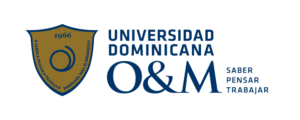 1966
UNIVERSIDAD
DOMINICANA
O&M
SABER
PENSAR
TRABAJAR